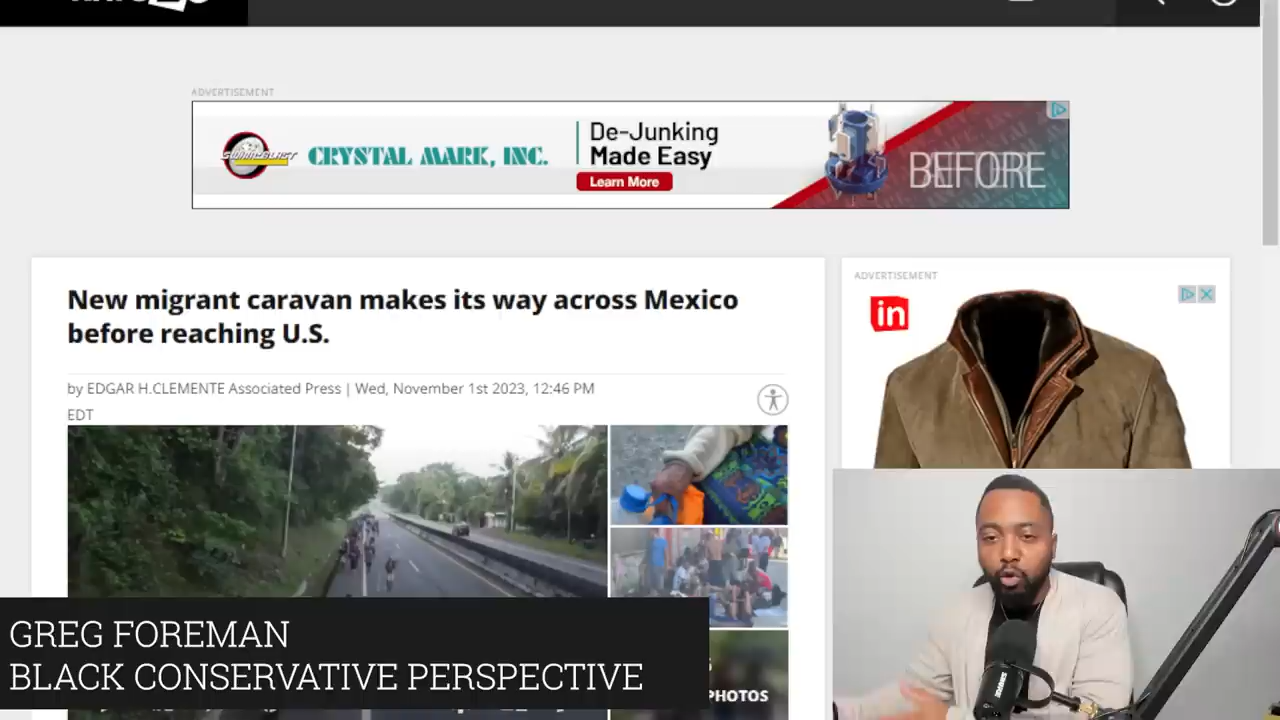 ADVERTISEMENT
CRYSTAL MARK, INC.
De-Junking
Made Easy
Learn More
BEFORE
New migrant caravan makes its way across Mexico
before reaching U.S.
by EDGAR H.CLEMENTE Associated Press | Wed, November 1st 2023, 12:46 PM
EDT
ADVERTISEMENT
in
PHOTOS
GREG FOREMAN
BLACK CONSERVATIVE PERSPECTIVE